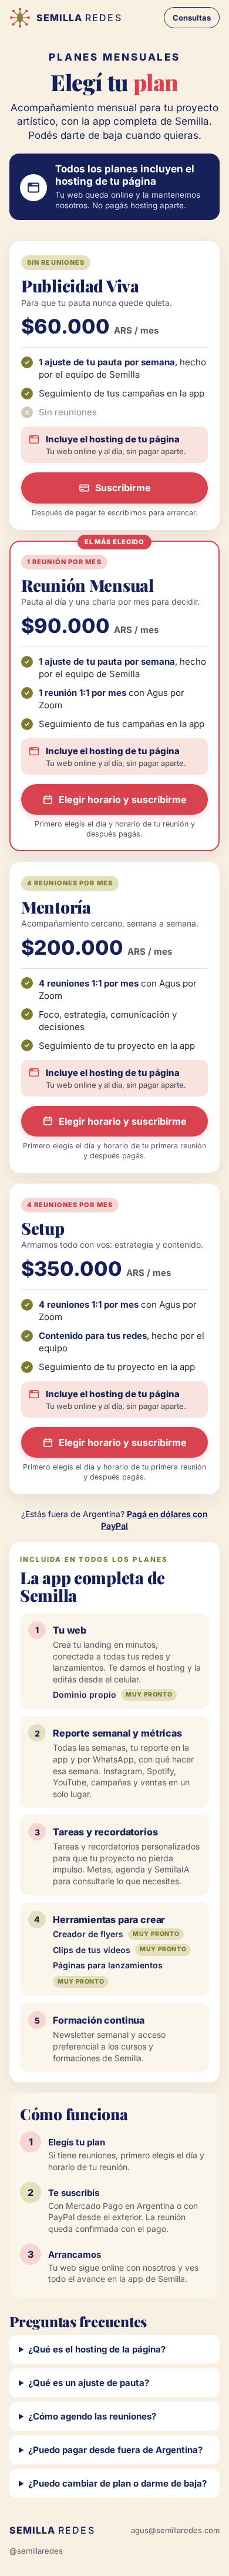 SEMILLA REDES
Consultas
PLANES MENSUALES
Elegí tu plan
Acompañamiento mensual para tu proyecto
artístico, con la app completa de Semilla.
Podés darte de baja cuando quieras.
Todos los planes incluyen el
hosting de tu página
Tu web queda online y la mantenemos
nosotros. No pagás hosting aparte.
SIN REUNIONES
Publicidad Viva
Para que tu pauta nunca quede quieta.
$60.000 ARS / mes
1 ajuste de tu pauta por semana, hecho
por el equipo de Semilla
Seguimiento de tus campañas en la app
Sin reuniones
Incluye el hosting de tu página
Tu web online y al día, sin pagar aparte.
Suscribirme
Después de pagar te escribimos para arrancar.
EL MÁS ELEGIDO
1 REUNIÓN POR MES
Reunión Mensual
Pauta al día y una charla por mes para decidir.
$90.000 ARS / mes
1 ajuste de tu pauta por semana, hecho
por el equipo de Semilla
1 reunión 1:1 por mes con Agus por
Zoom
Seguimiento de tus campañas en la app
Incluye el hosting de tu página
Tu web online y al día, sin pagar aparte.
Elegir horario y suscribirme
Primero elegís el día y horario de tu reunión y
después pagás.
4 REUNIONES POR MES
Mentoría
Acompañamiento cercano, semana a semana.
$200.000 ARS / mes
4 reuniones 1:1 por mes con Agus por
Zoom
Foco, estrategia, comunicación y
decisiones
Seguimiento de tu proyecto en la app
Incluye el hosting de tu página
Tu web online y al día, sin pagar aparte.
Elegir horario y suscribirme
Primero elegís el día y horario de tu primera reunión
y después pagás.
4 REUNIONES POR MES
Setup
Armamos todo con vos: estrategia y contenido.
$350.000 ARS / mes
4 reuniones 1:1 por mes con Agus por
Zoom
Contenido para tus redes, hecho por el
equipo
Seguimiento de tu proyecto en la app
Incluye el hosting de tu página
Tu web online y al día, sin pagar aparte.
Elegir horario y suscribirme
Primero elegís el día y horario de tu primera reunión
y después pagás.
¿Estás fuera de Argentina? Pagá en dólares con
PayPal
INCLUIDA EN TODOS LOS PLANES
La app completa de
Semilla
1 Tu web
Creá tu landing en minutos,
conectada a todas tus redes y
lanzamientos. Te damos el hosting y la
editás desde el celular.
Dominio propio MUY PRONTO
2 Reporte semanal y métricas
Todas las semanas, tu reporte en la
app y por WhatsApp, con qué hacer
esa semana. Instagram, Spotify,
YouTube, campañas y ventas en un
solo lugar.
3 Tareas y recordatorios
Tareas y recordatorios personalizados
para que tu proyecto no pierda
impulso. Metas, agenda y SemillaIA
para consultarle lo que necesites.
4 Herramientas para crear
Creador de flyers MUY PRONTO
Clips de tus videos MUY PRONTO
Páginas para lanzamientos
MUY PRONTO
5 Formación continua
Newsletter semanal y acceso
preferencial a los cursos y
formaciones de Semilla.
Cómo funciona
1 Elegís tu plan
Si tiene reuniones, primero elegís el día y
horario de tu reunión.
2 Te suscribís
Con Mercado Pago en Argentina o con
PayPal desde el exterior. La reunión
queda confirmada con el pago.
3 Arrancamos
Tu web sigue online con nosotros y ves
todo el avance en la app de Semilla.
Preguntas frecuentes
¿Qué es el hosting de la página?
¿Qué es un ajuste de pauta?
¿Cómo agendo las reuniones?
¿Puedo pagar desde fuera de Argentina?
¿Puedo cambiar de plan o darme de baja?
SEMILLA REDES
agus@semillaredes.com
@semillaredes